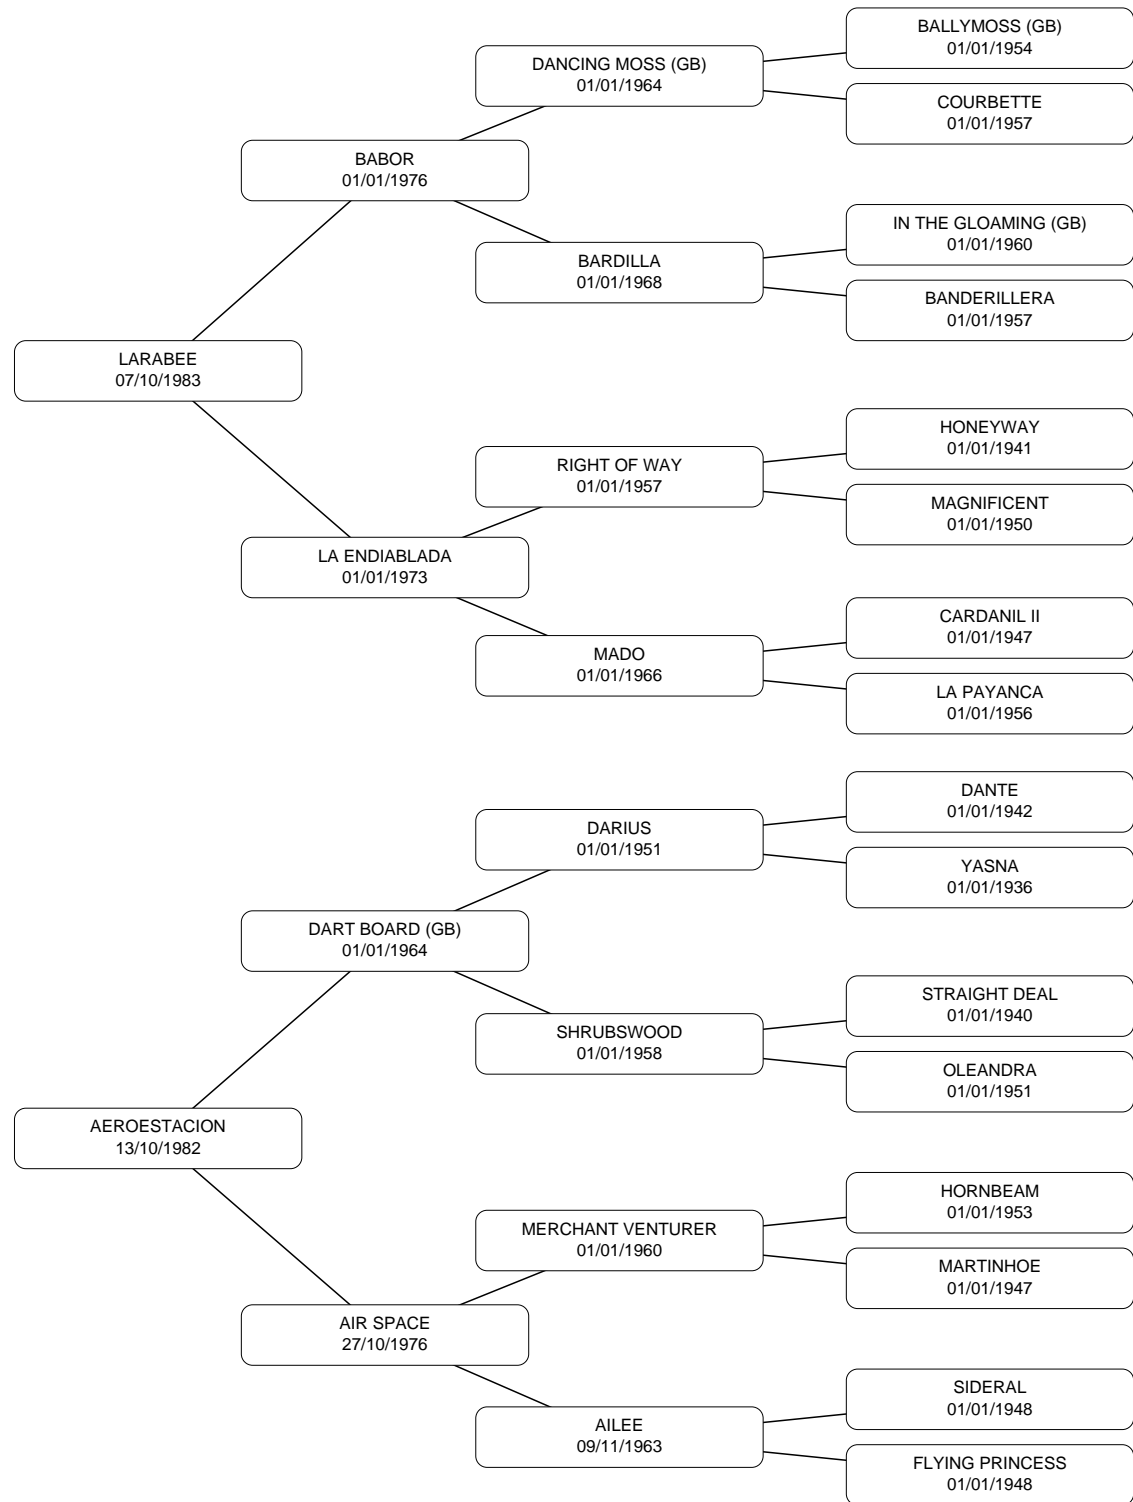 BALLYMOSS (GB)
01/01/1954
DANCING MOSS (GB)
01/01/1964
COURBETTE
01/01/1957
BABOR
01/01/1976
IN THE GLOAMING (GB)
01/01/1960
BARDILLA
01/01/1968
BANDERILLERA
01/01/1957
LARABEE
07/10/1983
HONEYWAY
01/01/1941
RIGHT OF WAY
01/01/1957
MAGNIFICENT
01/01/1950
LA ENDIABLADA
01/01/1973
CARDANIL II
01/01/1947
MADO
01/01/1966
LA PAYANCA
01/01/1956
DANTE
01/01/1942
DARIUS
01/01/1951
YASNA
01/01/1936
DART BOARD (GB)
01/01/1964
STRAIGHT DEAL
01/01/1940
SHRUBSWOOD
01/01/1958
OLEANDRA
01/01/1951
AEROESTACION
13/10/1982
HORNBEAM
01/01/1953
MERCHANT VENTURER
01/01/1960
MARTINHOE
01/01/1947
AIR SPACE
27/10/1976
SIDERAL
01/01/1948
AILEE
09/11/1963
FLYING PRINCESS
01/01/1948